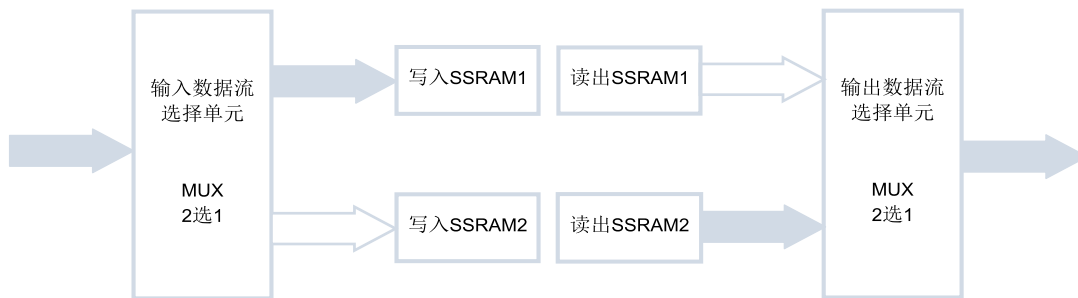 输入数据流
选择单元
MUX
2选1
写入SSRAM1
读出SSRAM1
写入SSRAM2
读出SSRAM2
输出数据流
选择单元
MUX
2选1